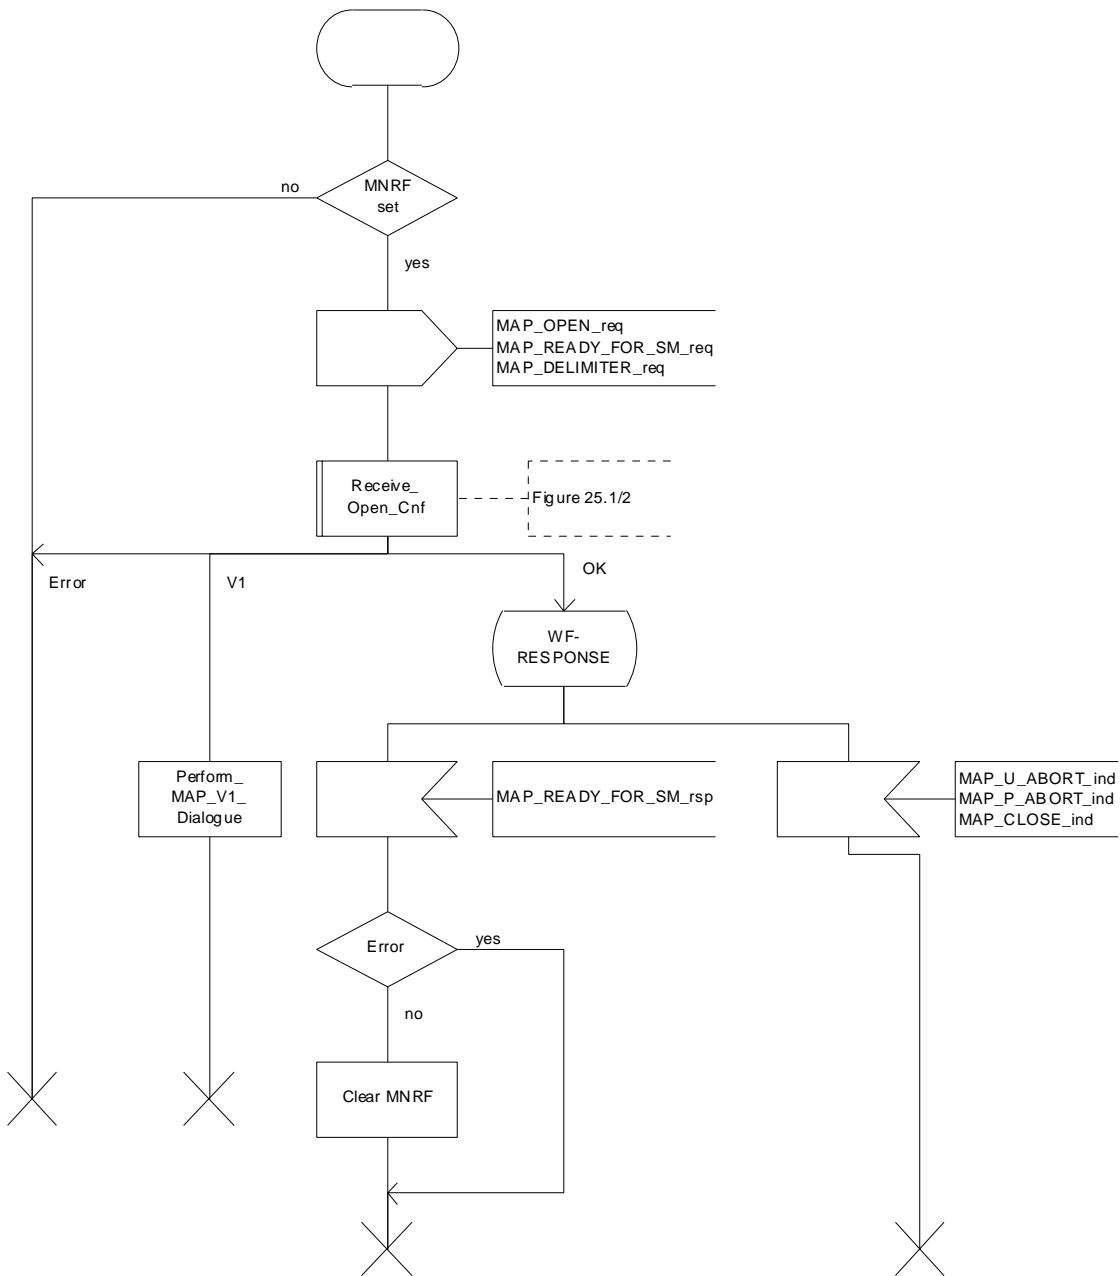 no
MNRF
set
yes
MAP_OPEN_req
MAP_READY_FOR_SM_req
MAP_DELIMITER_req
Receive_
Open_Cnf
Figure 25.1/2
Error
V1
OK
WF-
RESPONSE
Perform_
MAP_V1_
Dialogue
MAP_READY_FOR_SM_rsp
MAP_U_ABORT_ind
MAP_P_ABORT_ind
MAP_CLOSE_ind
Error
yes
no
Clear MNRF